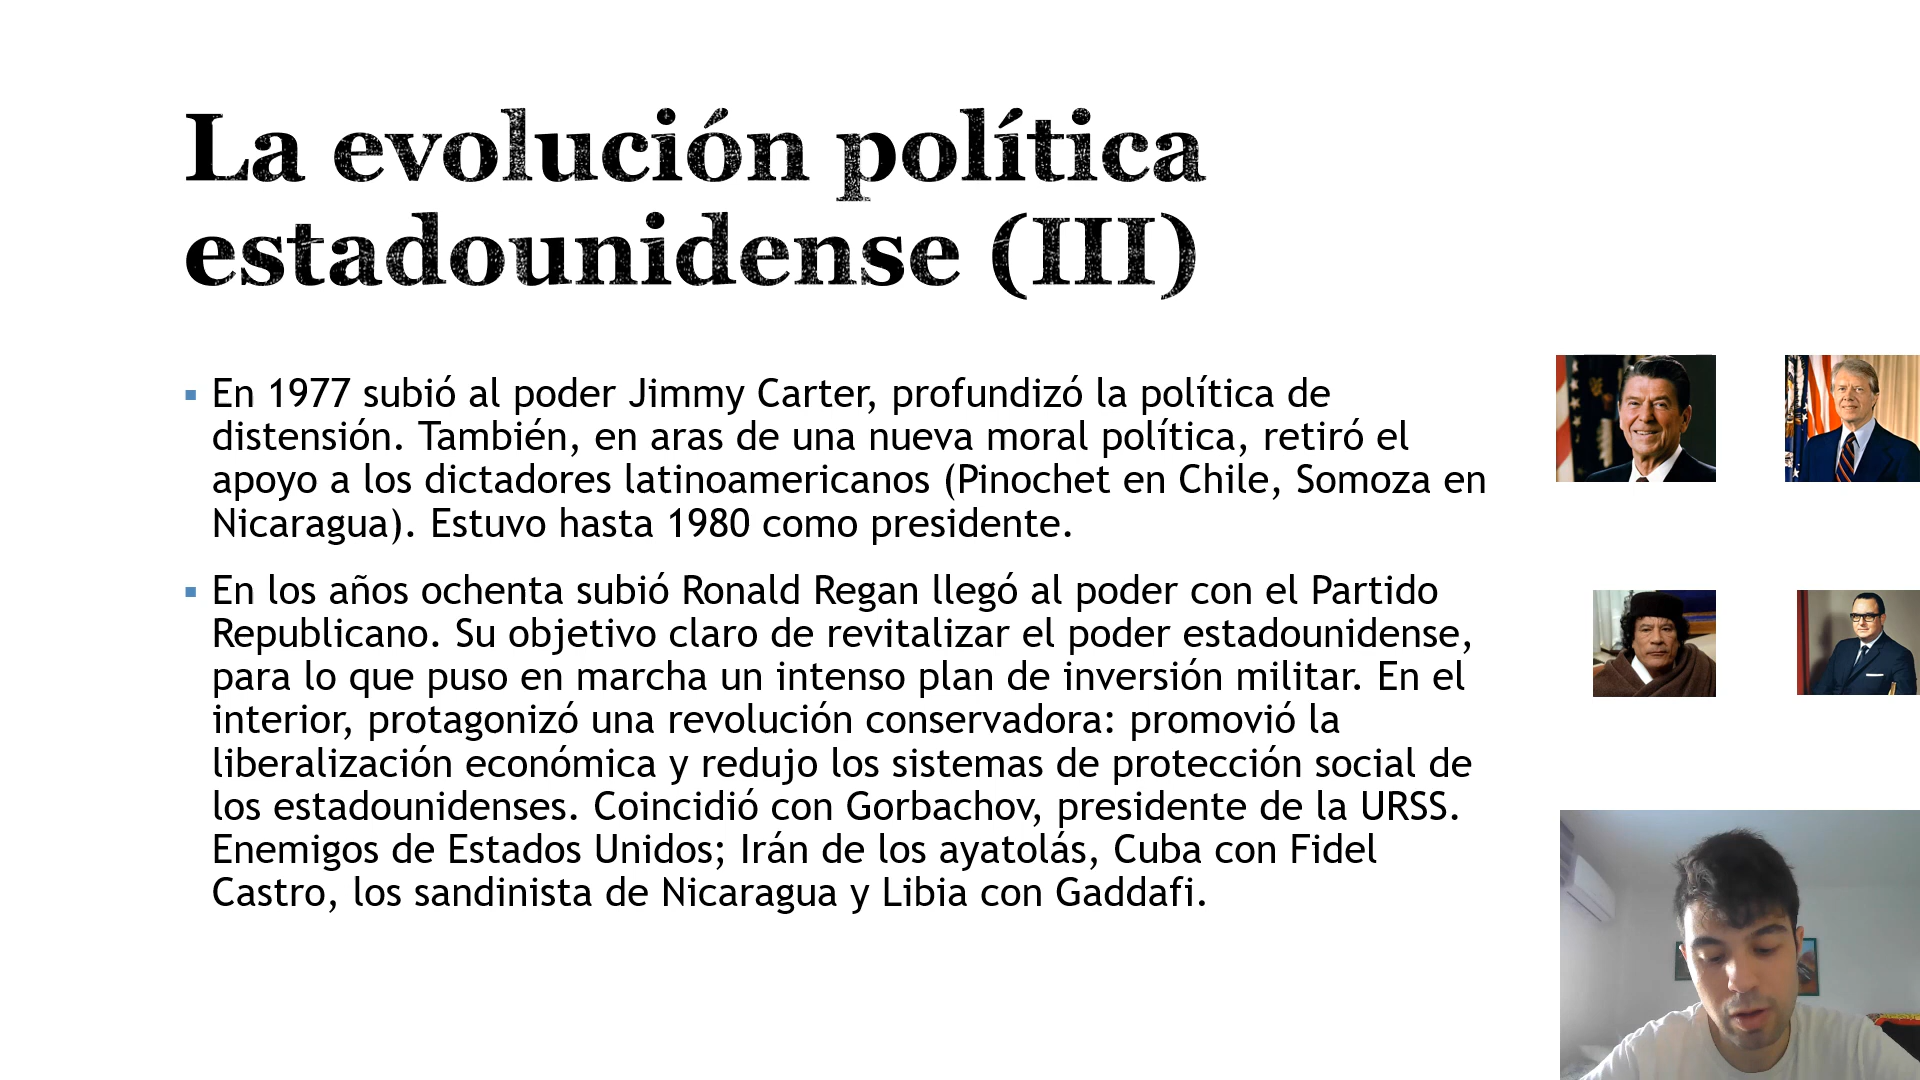 La evolución política
estadounidense (III)
En 1977 subió al poder Jimmy Carter, profundizó la política de
distensión. También, en aras de una nueva moral política, retiró el
apoyo a los dictadores latinoamericanos (Pinochet en Chile, Somoza en
Nicaragua). Estuvo hasta 1980 como presidente.
En los años ochenta subió Ronald Regan llegó al poder con el Partido
Republicano. Su objetivo claro de revitalizar el poder estadounidense,
para lo que puso en marcha un intenso plan de inversión militar. En el
interior, protagonizó una revolución conservadora: promovió la
liberalización económica y redujo los sistemas de protección social de
los estadounidenses. Coincidió con Gorbachov, presidente de la URSS.
Enemigos de Estados Unidos; Irán de los ayatolás, Cuba con Fidel
Castro, los sandinista de Nicaragua y Libia con Gaddafi.